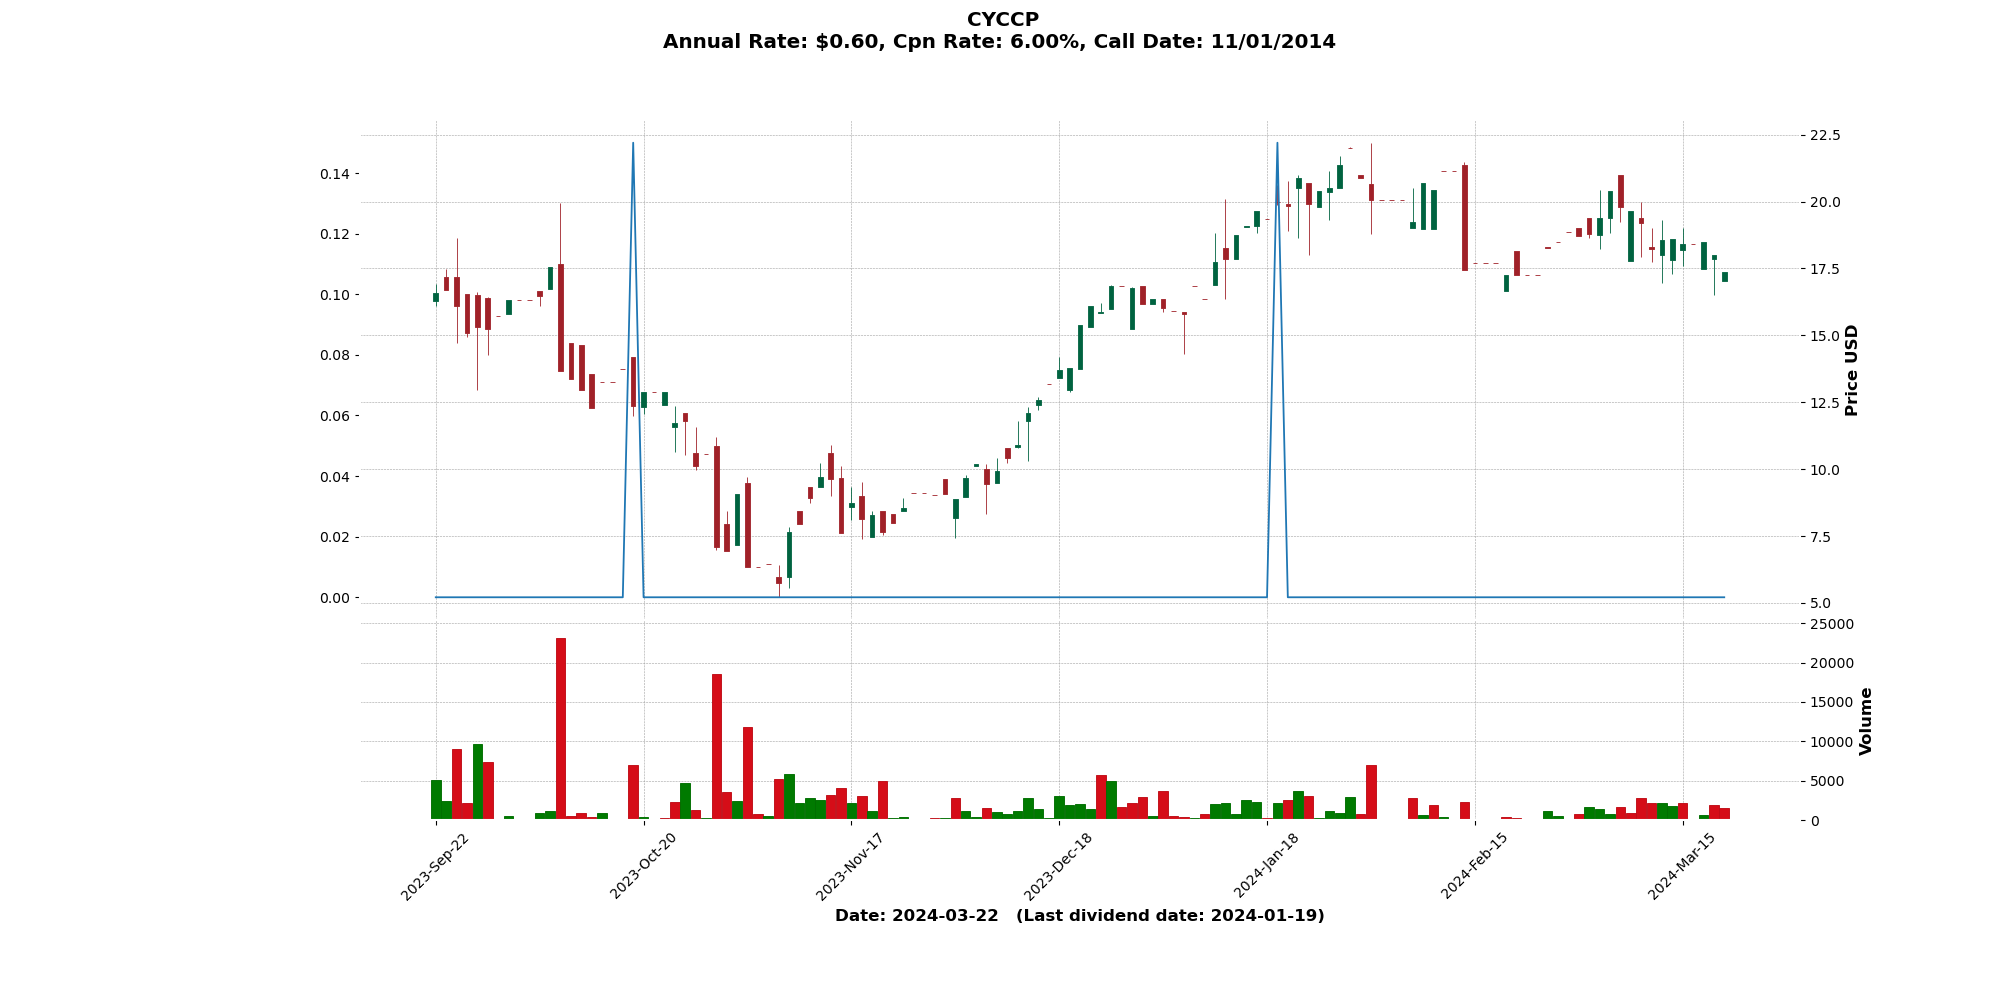 CYCCP
Annual Rate: $0.60, Cpn Rate: 6.00%, Call Date: 11/01/2014
0.14
0.12
0.10
0.08
0.06
0.04
0.02
0.00
22.5
20.0
17.5
15.0
12.5
10.0
7.5
5.0
Price USD
25000
20000
15000
10000
5000
0
Volume
2023-Sep-22
2023-Oct-20
2023-Nov-17
2023-Dec-18
2024-Jan-18
2024-Feb-15
2024-Mar-15
Date: 2024-03-22 (Last dividend date: 2024-01-19)